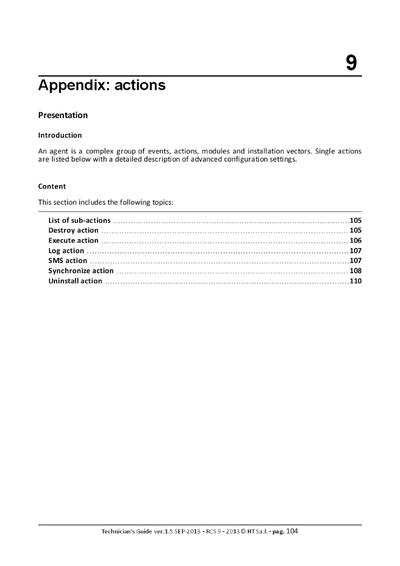 9
Appendix: actions
Presentation
Introduction
An agent is a complex group of events, actions, modules and installation vectors. Single actions
are listed below with a detailed description of advanced configuration settings.
Content
This section includes the following topics:
List of sub-actions ........................................................................ 105
Destroy action ........................................................................ 105
Execute action ........................................................................ 106
Log action ........................................................................ 107
SMS action ........................................................................ 107
Synchronize action ........................................................................ 108
Uninstall action ........................................................................ 110
Technician's Guide ver.1.5 SEP-2013 - RCS 9 - 2013© HT S.r.l. - pag. 104